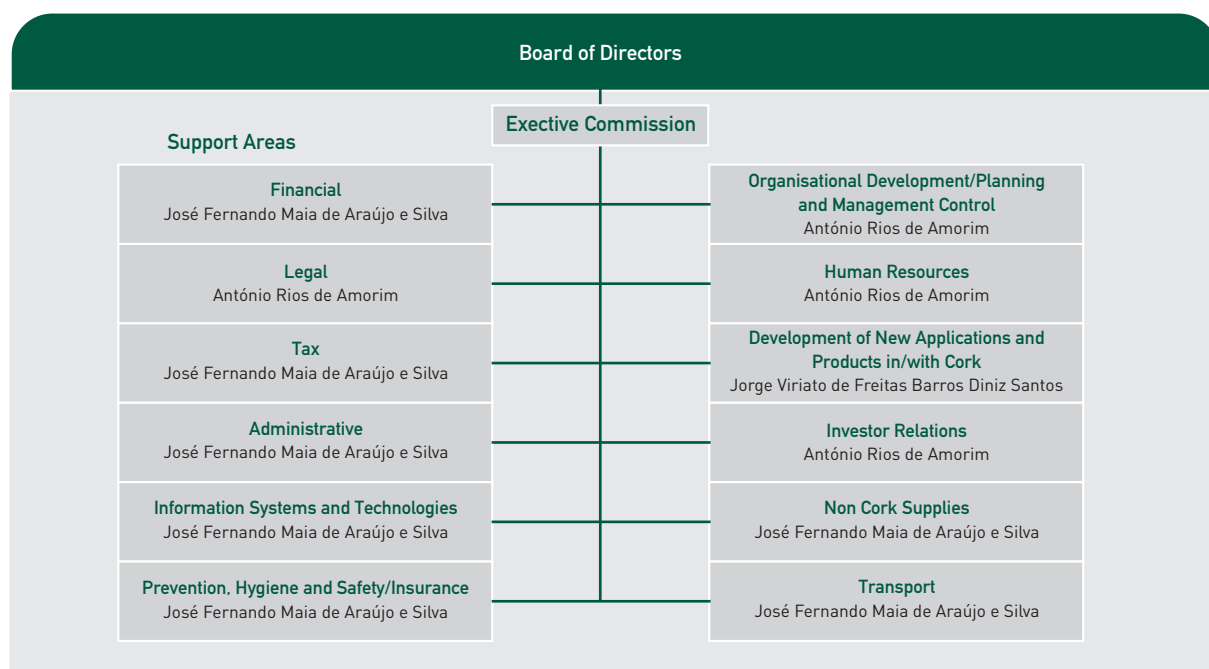 Board of Directors
Exective Commission
Support Areas
Financial
José Fernando Maia de Araújo e Silva
Legal
António Rios de Amorim
Tax
José Fernando Maia de Araújo e Silva
Administrative
José Fernando Maia de Araújo e Silva
Information Systems and Technologies
José Fernando Maia de Araújo e Silva
Prevention, Hygiene and Safety/Insurance
José Fernando Maia de Araújo e Silva
Organisational Development/Planning
and Management Control
António Rios de Amorim
Human Resources
António Rios de Amorim
Development of New Applications and
Products in/with Cork
Jorge Viriato de Freitas Barros Diniz Santos
Investor Relations
António Rios de Amorim
Non Cork Supplies
José Fernando Maia de Araújo e Silva
Transport
José Fernando Maia de Araújo e Silva